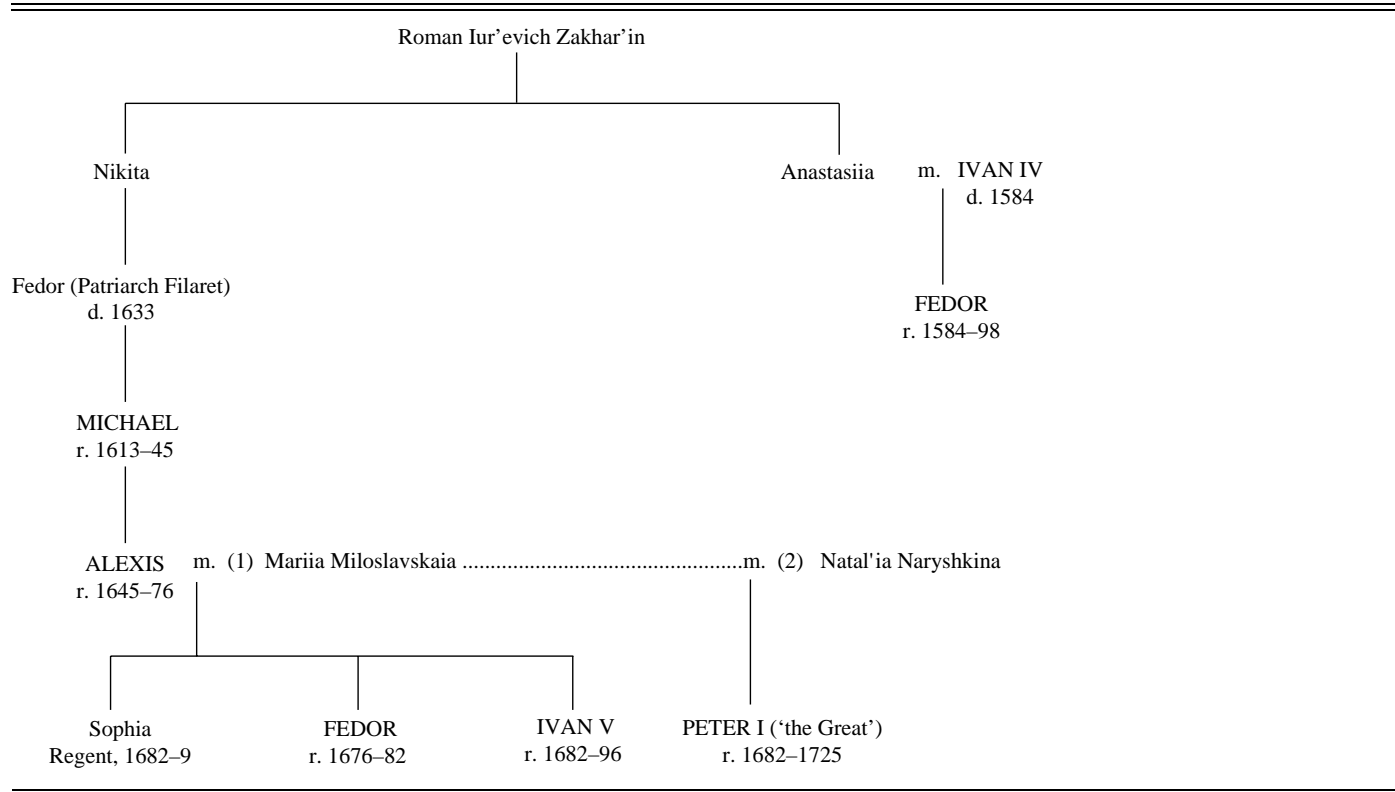 Roman Iur’evich Zakhar’in
Nikita
Anastasiia m. IVAN IV
d. 1584
Fedor (Patriarch Filaret)
d. 1633
FEDOR
r. 1584–98
MICHAEL
r. 1613–45
ALEXIS m. (1) Mariia Miloslavskaia ..................................................m. (2) Natal'ia Naryshkina
r. 1645–76
Sophia
Regent, 1682–9
FEDOR
r. 1676–82
IVAN V
r. 1682–96
PETER I (‘the Great’)
r. 1682–1725